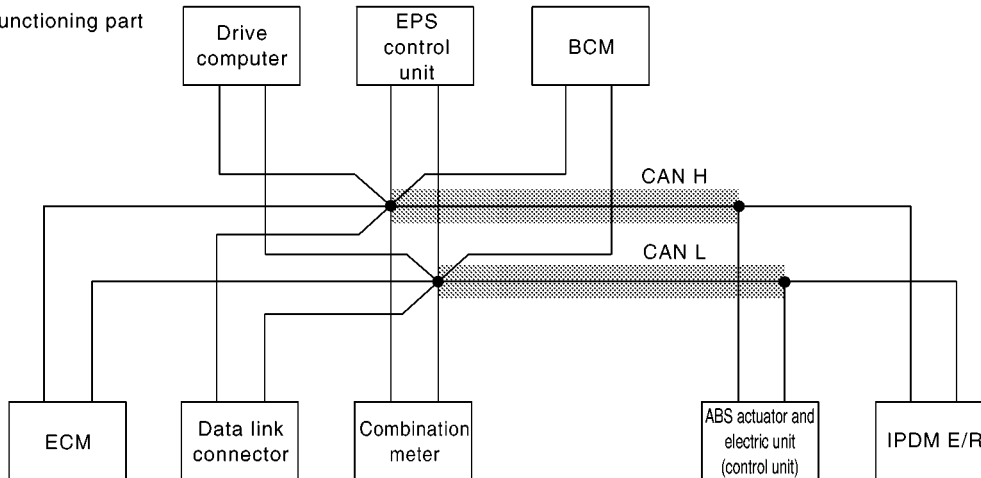 unctioning part
Drive
computer
EPS
control
unit
BCM
CAN H
CAN L
ECM
Data link
connector
Combination
meter
ABS actuator and
electric unit
(control unit)
IPDM E/R